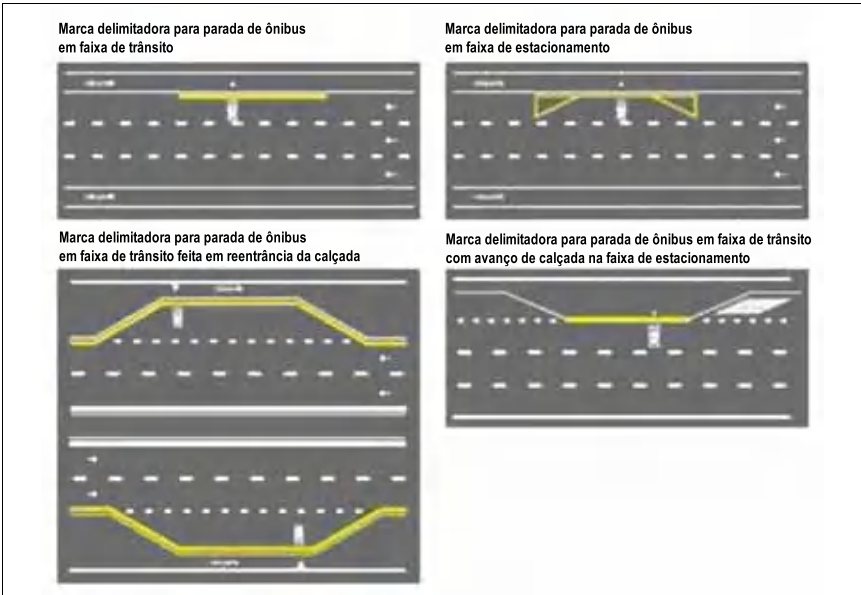 Marca delimitadora para parada de ônibus
em faixa de trânsito
Marca delimitadora para parada de ônibus
em faixa de estacionamento
Marca delimitadora para parada de ônibus
em faixa de trânsito feita em reentrância da calçada
Marca delimitadora para parada de ônibus em faixa de trânsito
com avanço de calçada na faixa de estacionamento